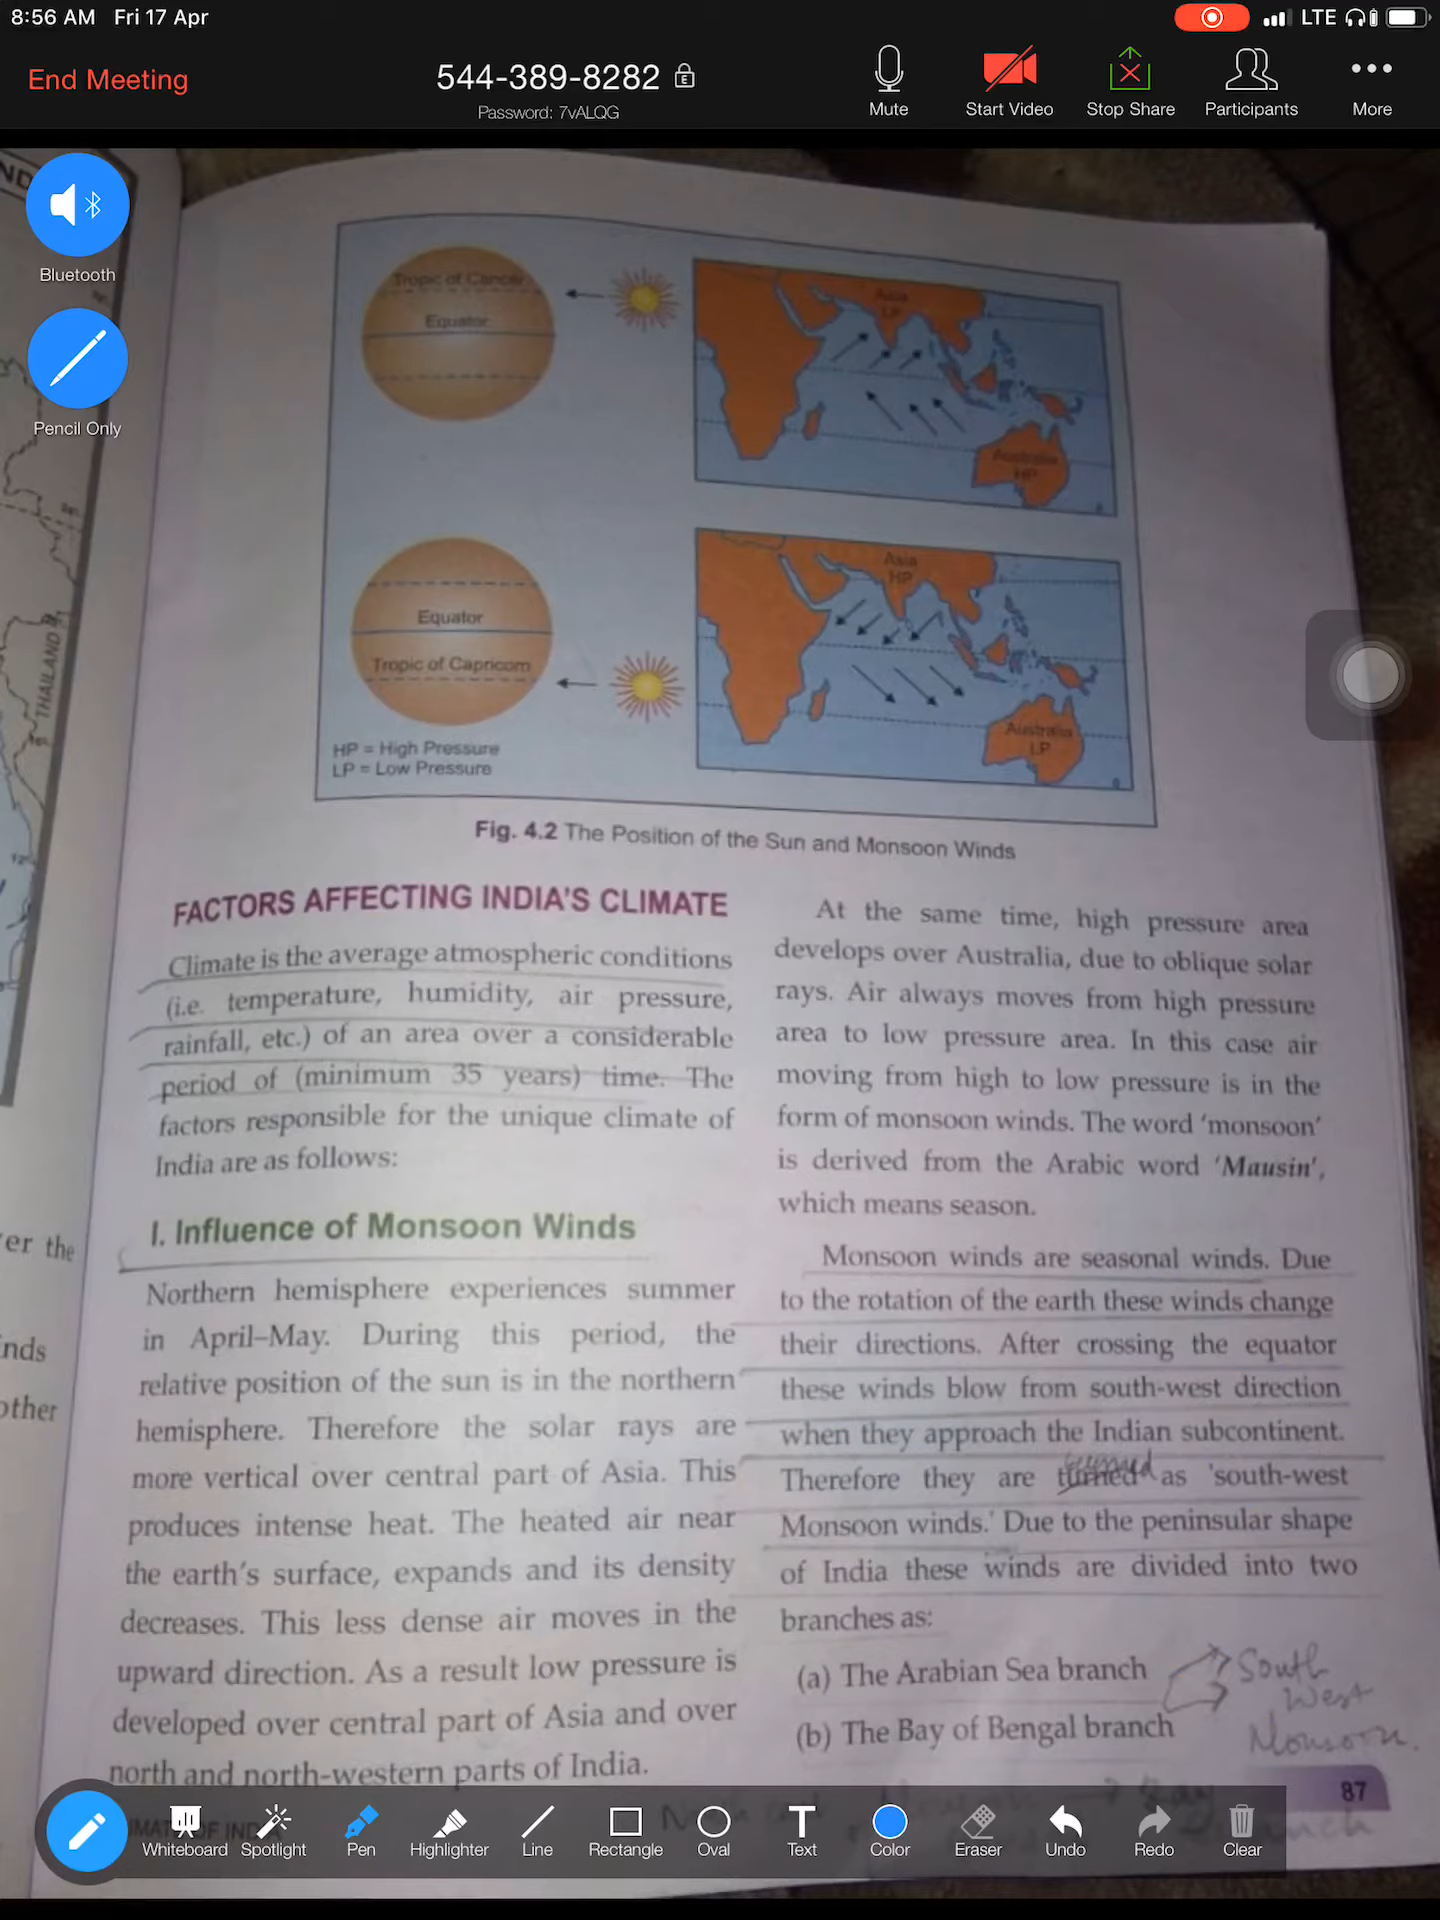 8:56 AM Fri 17 Apr
LTE
End Meeting
544-389-8282
Password: 7vALQG
Mute
Start Video
Stop Share
Participants
More
Bluetooth
Pencil Only
Tropic of Cancer
Equator
Asia
LP
Australia
HP
Equator
Tropic of Capricorn
Asia
HP
Australia
LP
HP = High Pressure
LP = Low Pressure
Fig. 4.2 The Position of the Sun and Monsoon Winds
THAILAND
er the
nds
other
FACTORS AFFECTING INDIA'S CLIMATE
Climate is the average atmospheric conditions
(i.e. temperature, humidity, air pressure,
rainfall, etc.) of an area over a considerable
period of (minimum 35 years) time. The
factors responsible for the unique climate of
India are as follows:
I. Influence of Monsoon Winds
Northern hemisphere experiences summer
in April–May. During this period, the
relative position of the sun is in the northern
hemisphere. Therefore the solar rays are
more vertical over central part of Asia. This
produces intense heat. The heated air near
the earth's surface, expands and its density
decreases. This less dense air moves in the
upward direction. As a result low pressure is
developed over central part of Asia and over
north and north-western parts of India.
At the same time, high pressure area
develops over Australia, due to oblique solar
rays. Air always moves from high pressure
area to low pressure area. In this case air
moving from high to low pressure is in the
form of monsoon winds. The word 'monsoon'
is derived from the Arabic word 'Mausin',
which means season.
Monsoon winds are seasonal winds. Due
to the rotation of the earth these winds change
their directions. After crossing the equator
these winds blow from south-west direction
when they approach the Indian subcontinent.
Therefore they are turned as 'south-west
Monsoon winds.' Due to the peninsular shape
of India these winds are divided into two
branches as:
(a) The Arabian Sea branch
(b) The Bay of Bengal branch
South
West
Monsoon.
87
Whiteboard
Spotlight
Pen
Highlighter
Line
Rectangle
Oval
Text
Color
Eraser
Undo
Redo
Clear